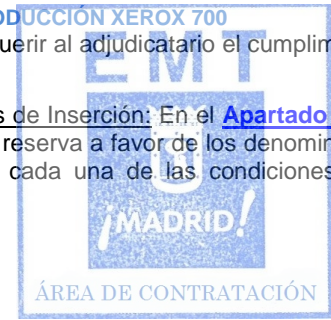 ODUCCIÓN XEROX 700
uerir al adjudicatario el cumplim
EMT
s de Inserción: En el Apartado
reserva a favor de los denomin
cada una de las condiciones
¡MADRID!
ÁREA DE CONTRATACIÓN